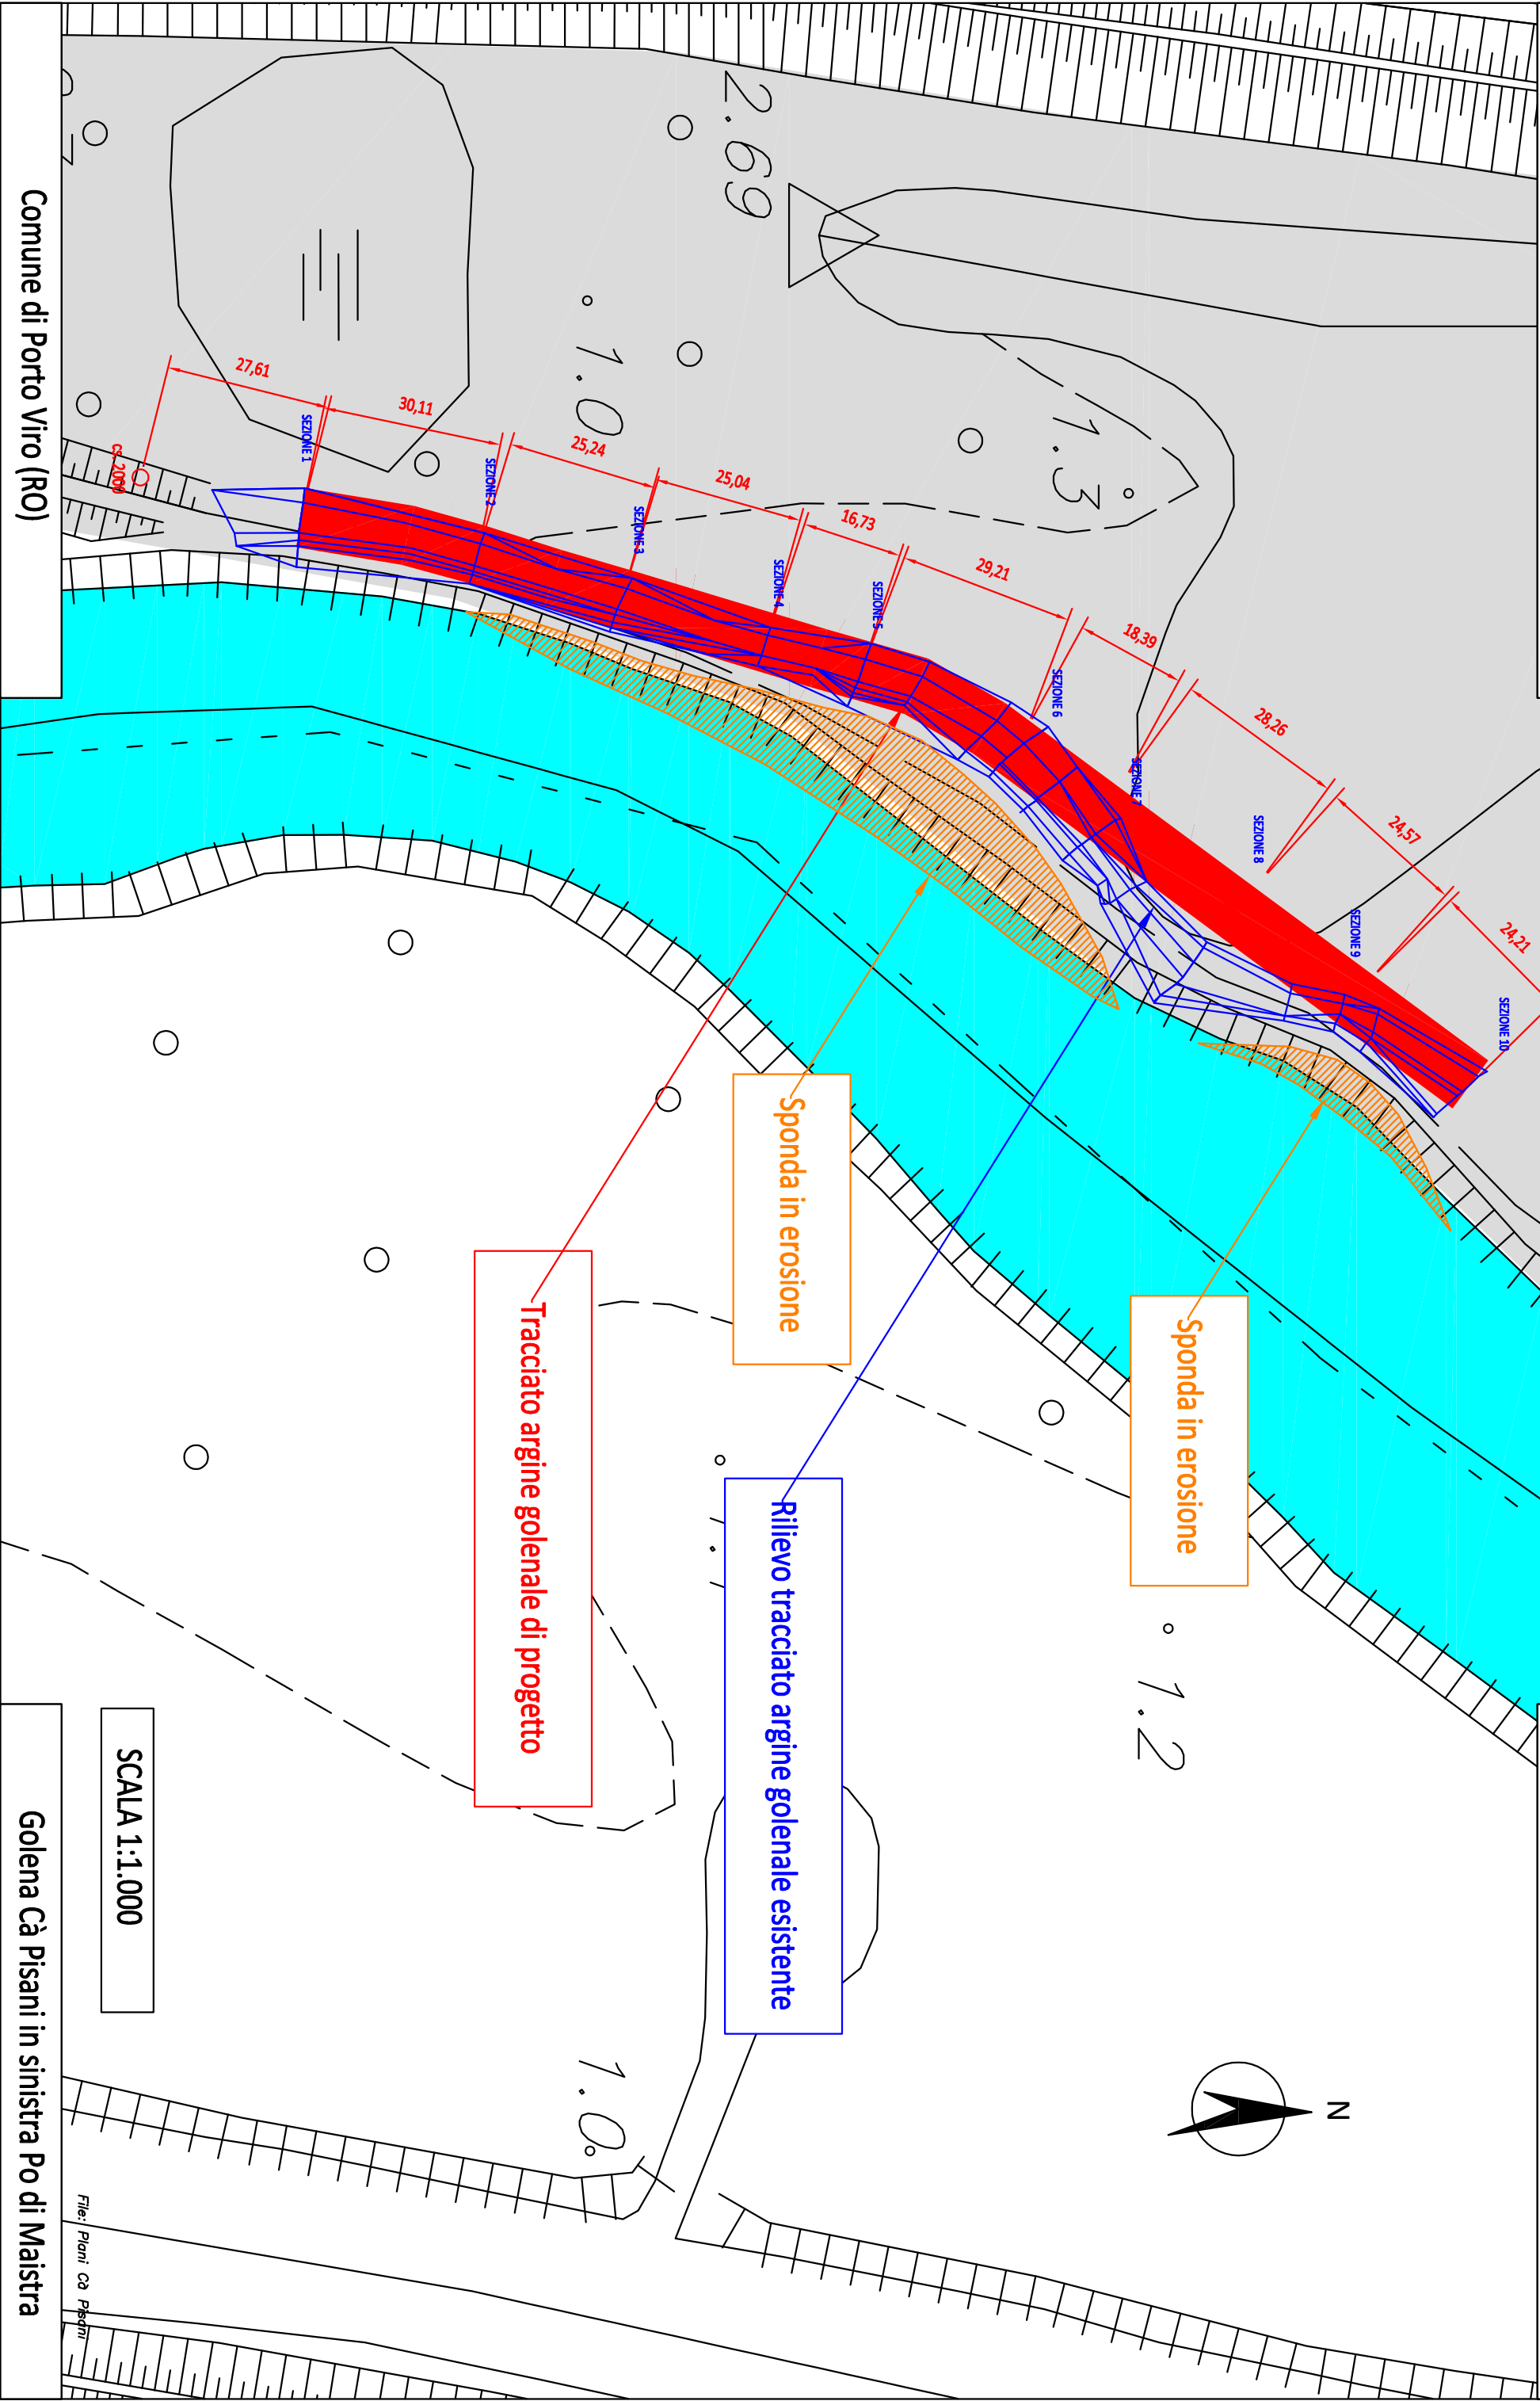 Comune di Porto Viro (RO)
2.69
1.0
1.3
27,61
30,11
25,24
25,04
16,73
29,21
18,39
28,26
24,57
24,21
cs 2000
SEZIONE 1
SEZIONE 2
SEZIONE 3
SEZIONE 4
SEZIONE 5
SEZIONE 6
SEZIONE 7
SEZIONE 8
SEZIONE 9
SEZIONE 10
Sponda in erosione
Sponda in erosione
Tracciato argine golenale di progetto
Rilievo tracciato argine golenale esistente
1.2
1.0
N
SCALA 1:1.000
File: Plani Cà Pisani
Golena Cà Pisani in sinistra Po di Maistra